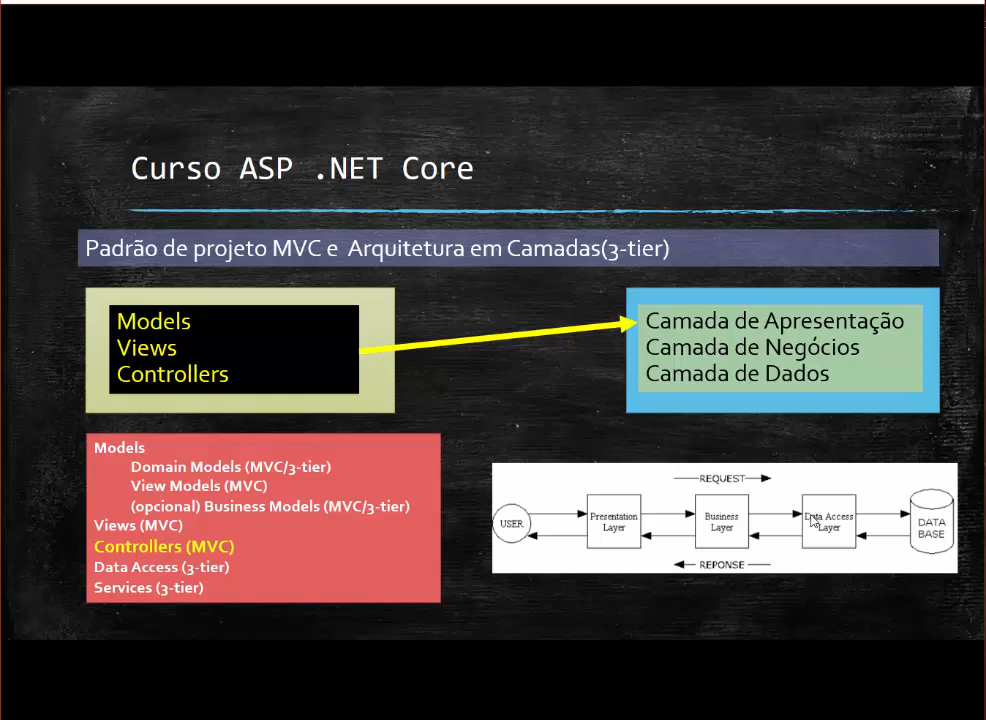 Curso ASP .NET Core
Padrão de projeto MVC e Arquitetura em Camadas(3-tier)
Models
Views
Controllers
Camada de Apresentação
Camada de Negócios
Camada de Dados
Models
Domain Models (MVC/3-tier)
View Models (MVC)
(opcional) Business Models (MVC/3-tier)
Views (MVC)
Controllers (MVC)
Data Access (3-tier)
Services (3-tier)
REQUEST
USER
Presentation
Layer
Business
Layer
Data Access
Layer
DATA
BASE
REPONSE